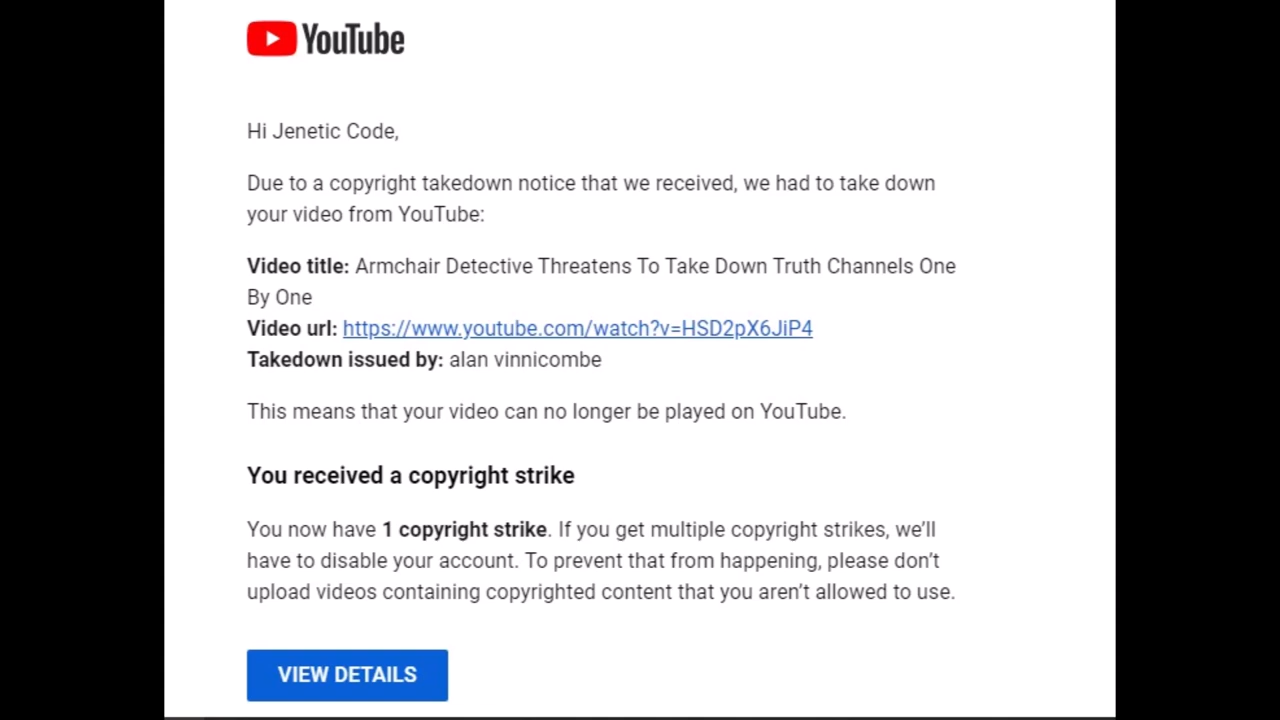 YouTube
Hi Jenetic Code,
Due to a copyright takedown notice that we received, we had to take down
your video from YouTube:
Video title: Armchair Detective Threatens To Take Down Truth Channels One
By One
Video url: https://www.youtube.com/watch?v=HSD2pX6JiP4
Takedown issued by: alan vinnicombe
This means that your video can no longer be played on YouTube.
You received a copyright strike
You now have 1 copyright strike. If you get multiple copyright strikes, we’ll
have to disable your account. To prevent that from happening, please don’t
upload videos containing copyrighted content that you aren’t allowed to use.
VIEW DETAILS